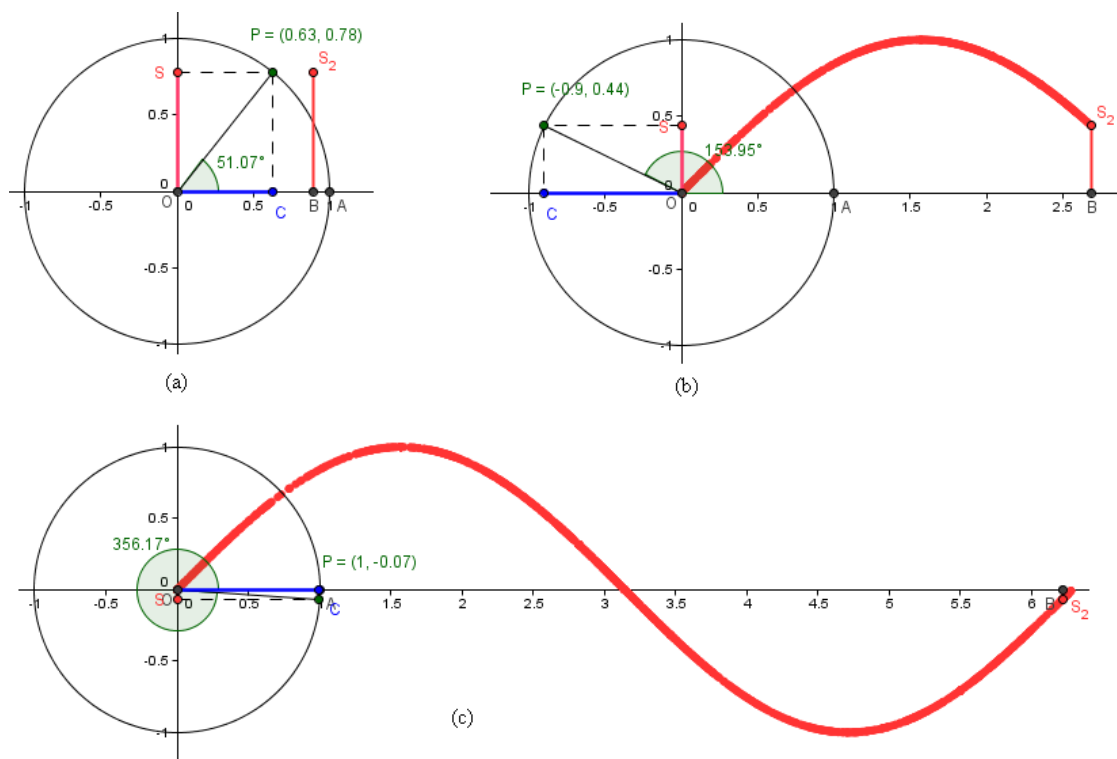 P = (0.63, 0.78)
1
S
S2
0.5
51.07°
0
-1 -0.5 O 0 0.5 C B 1 A
-0.5
-1
(a)
1
P = (-0.9, 0.44)
0.5
S
S2
153.95°
0
-1 C -0.5 O 0 0.5 1 A 1.5 2 2.5 B
-0.5
-1
(b)
1
0.5
356.17°
P = (1, -0.07)
0
-1 -0.5 S O 0 0.5 1 A C 1.5 2 2.5 3 3.5 4 4.5 5 5.5 6 B S2
-0.5
-1
(c)